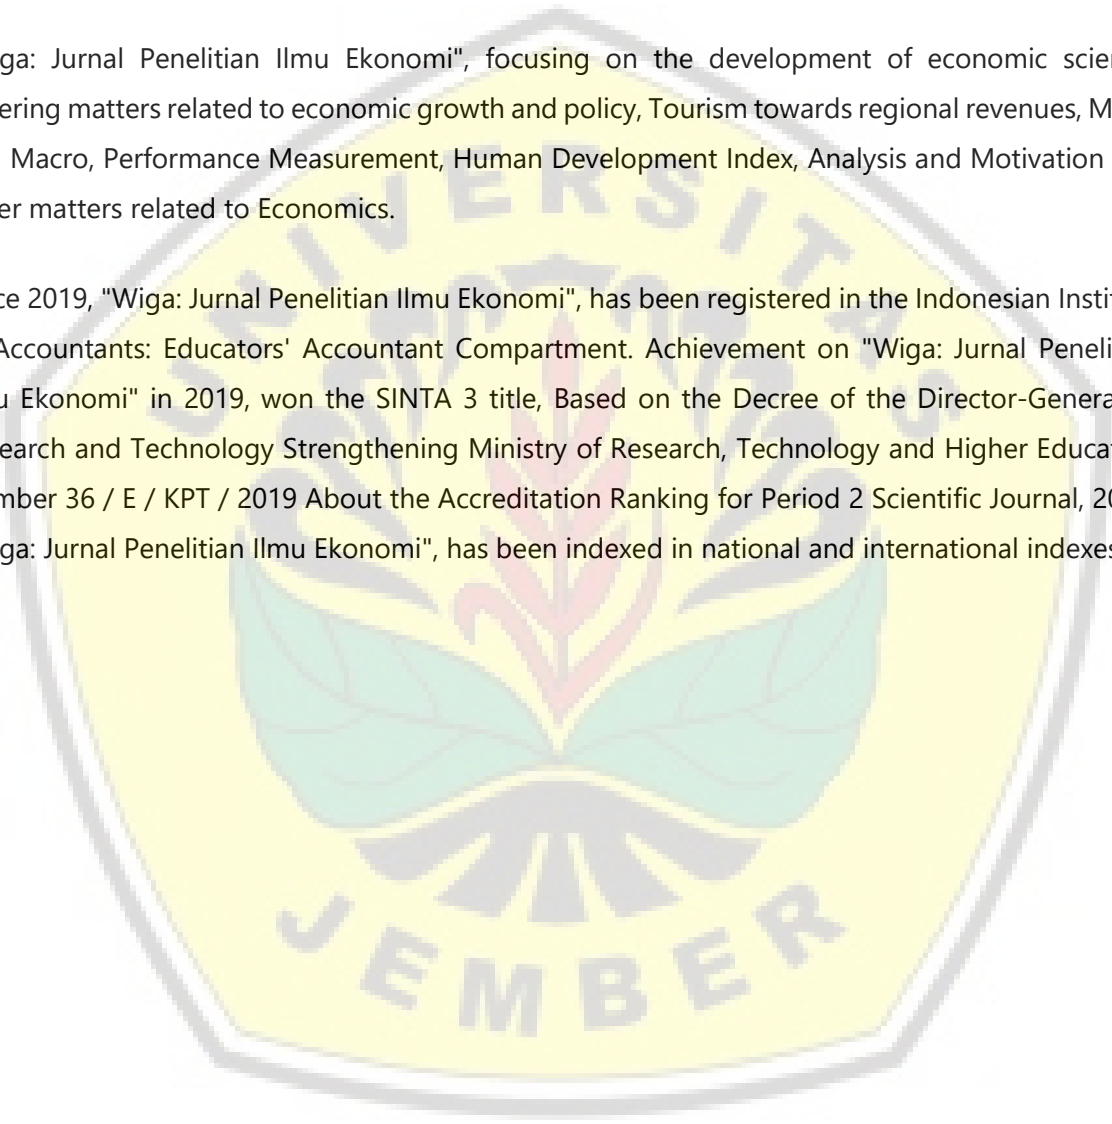 ga: Jurnal Penelitian Ilmu Ekonomi", focusing on the development of economic scien
ering matters related to economic growth and policy, Tourism towards regional revenues, M
Macro, Performance Measurement, Human Development Index, Analysis and Motivation
er matters related to Economics.
ce 2019, "Wiga: Jurnal Penelitian Ilmu Ekonomi", has been registered in the Indonesian Instit
Accountants: Educators' Accountant Compartment. Achievement on "Wiga: Jurnal Peneli
u Ekonomi" in 2019, won the SINTA 3 title, Based on the Decree of the Director-Genera
earch and Technology Strengthening Ministry of Research, Technology and Higher Educa
mber 36 / E / KPT / 2019 About the Accreditation Ranking for Period 2 Scientific Journal, 20
ga: Jurnal Penelitian Ilmu Ekonomi", has been indexed in national and international indexes
UNIVERSITAS
JEMBER